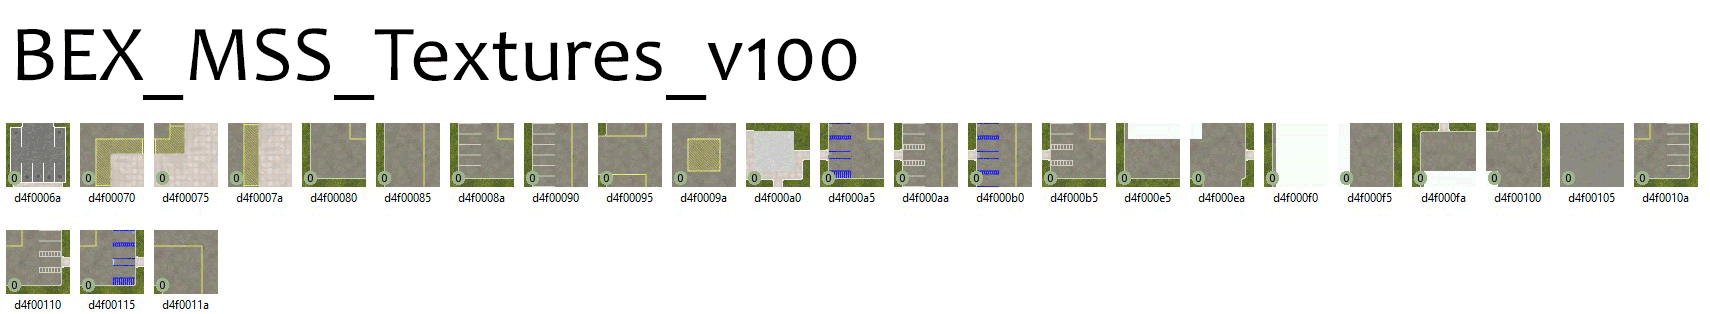 BEX_MSS_Textures_v100
0 0 0 0 0 0 0 0 0 0 0 0 0 0 0 0 0 0 0 0 0 0 0
d4f0006a d4f00070 d4f00075 d4f0007a d4f00080 d4f00085 d4f0008a d4f00090 d4f00095 d4f0009a d4f000a0 d4f000a5 d4f000aa d4f000b0 d4f000b5 d4f000e5 d4f000ea d4f000f0 d4f000f5 d4f000fa d4f00100 d4f00105 d4f0010a
0 0 0
d4f00110 d4f00115 d4f0011a